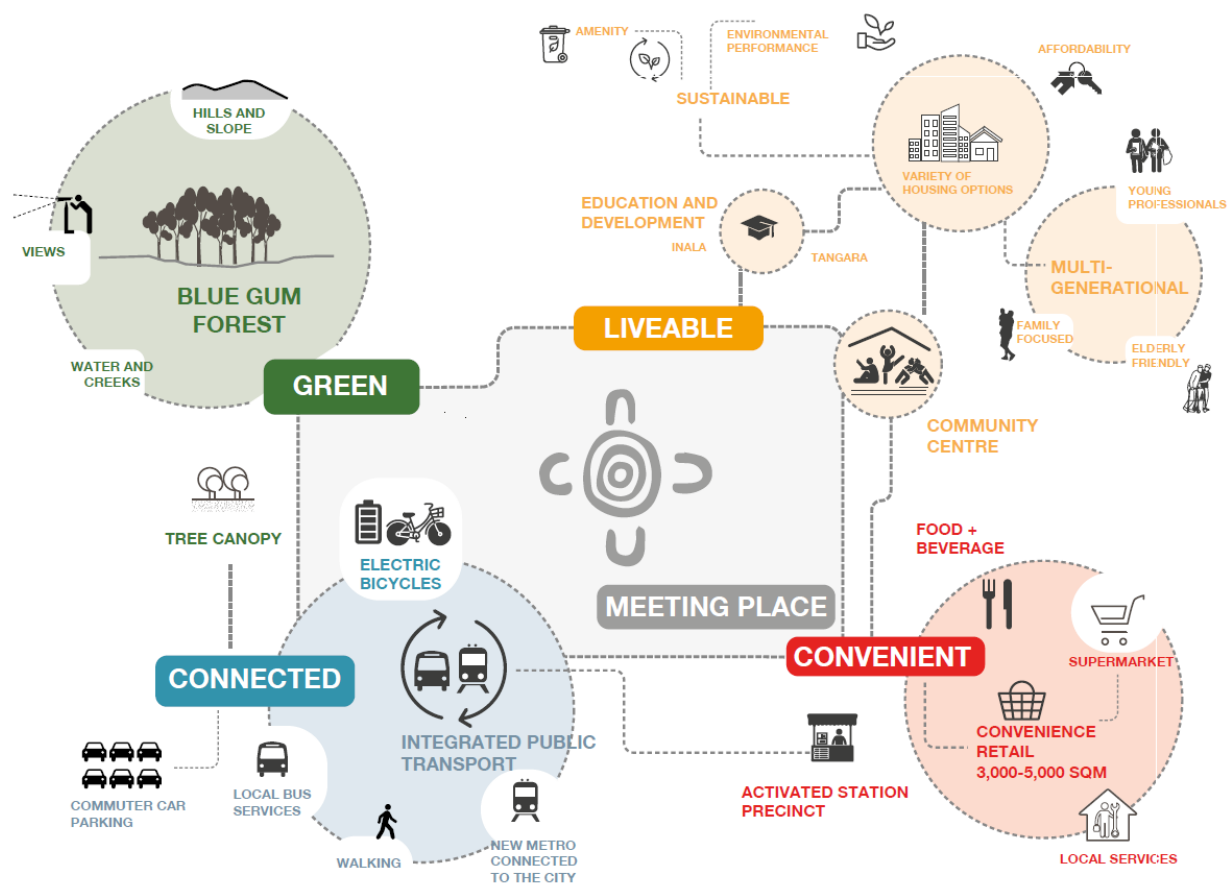 AMENITY
ENVIRONMENTAL
PERFORMANCE
AFFORDABILITY
SUSTAINABLE
HILLS AND
SLOPE
VARIETY OF
HOUSING OPTIONS
YOUNG
PROFESSIONALS
EDUCATION AND
DEVELOPMENT
INALA
TANGARA
VIEWS
MULTI-
GENERATIONAL
BLUE GUM
FOREST
LIVEABLE
FAMILY
FOCUSED
ELDERLY
FRIENDLY
WATER AND
CREEKS
GREEN
COMMUNITY
CENTRE
TREE CANOPY
ELECTRIC
BICYCLES
FOOD +
BEVERAGE
MEETING PLACE
CONNECTED
CONVENIENT
SUPERMARKET
INTEGRATED PUBLIC
TRANSPORT
CONVENIENCE
RETAIL
3,000-5,000 SQM
COMMUTER CAR
PARKING
LOCAL BUS
SERVICES
ACTIVATED STATION
PRECINCT
WALKING
NEW METRO
CONNECTED
TO THE CITY
LOCAL SERVICES